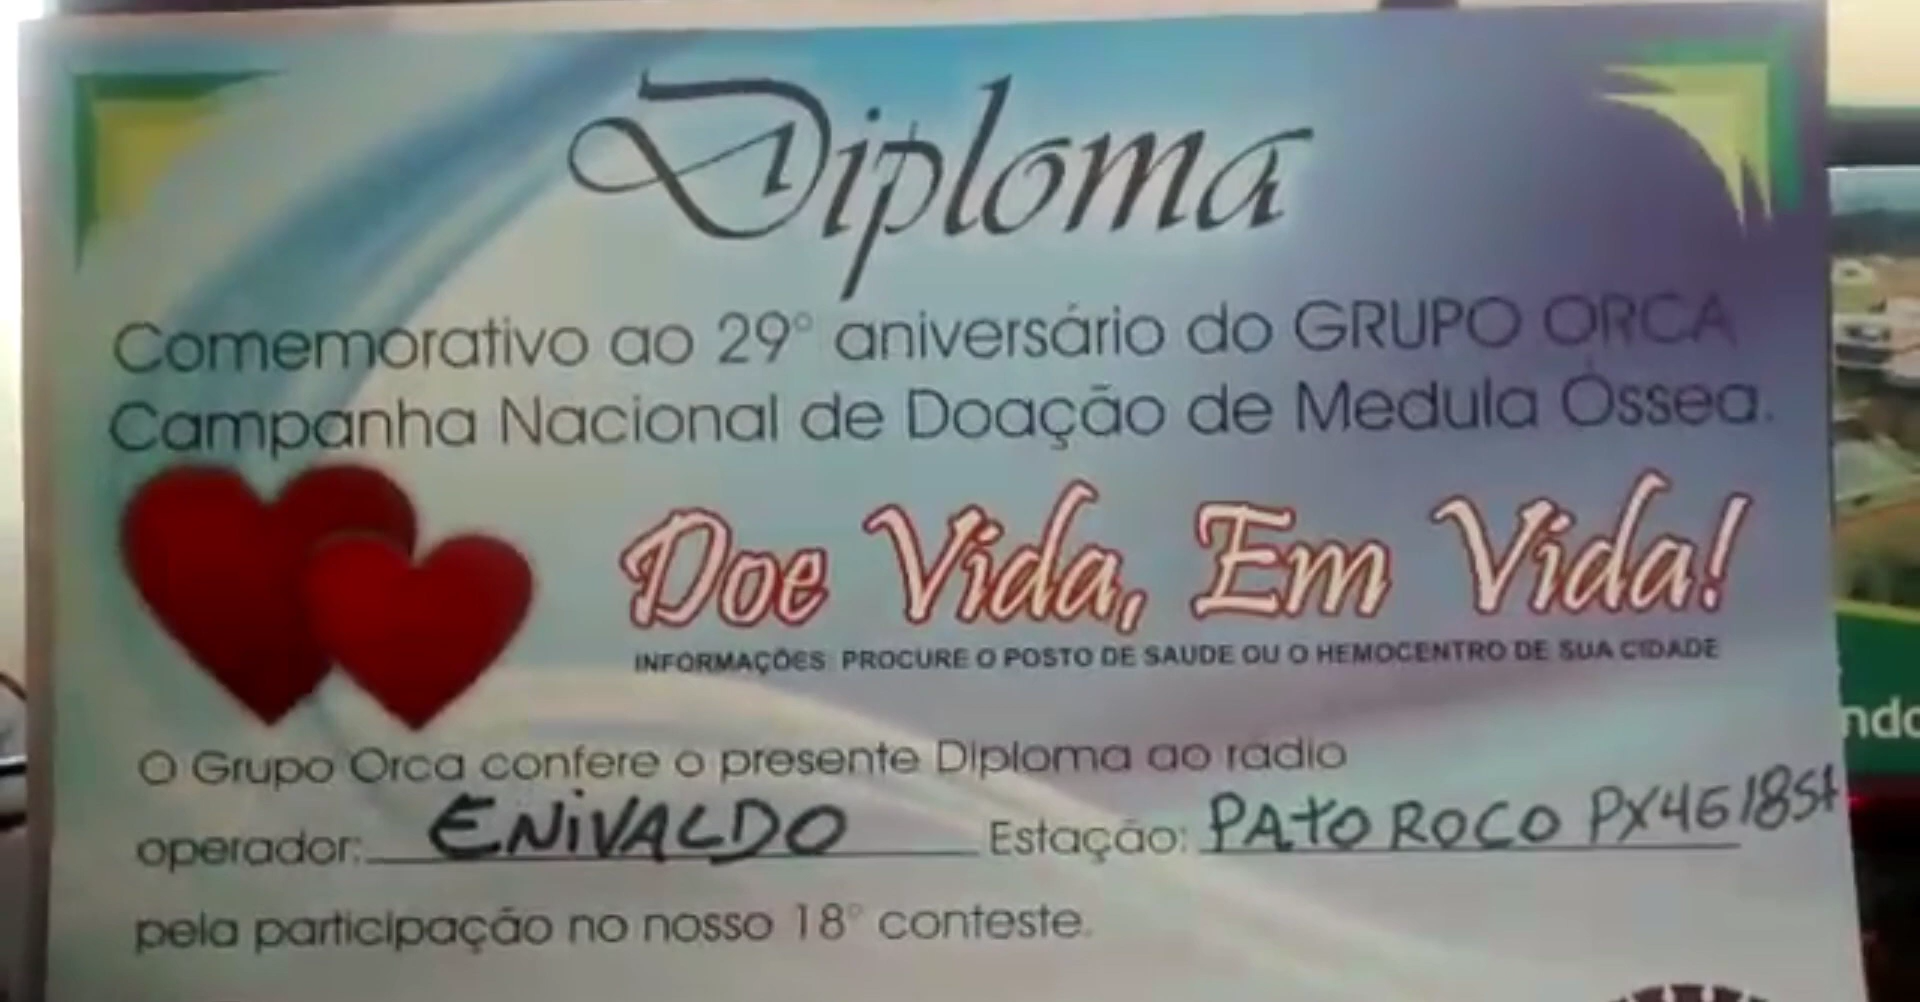 Diploma
Comemorativo ao 29° aniversário do GRUPO ORCA
Campanha Nacional de Doação de Medula Óssea.
Doe Vida, Em Vida!
INFORMAÇÕES: PROCURE O POSTO DE SAUDE OU O HEMOCENTRO DE SUA CIDADE
O Grupo Orca confere o presente Diploma ao rádio
operador: ENIVALDO Estação: PATO ROCO
pela participação no nosso 18° conteste.